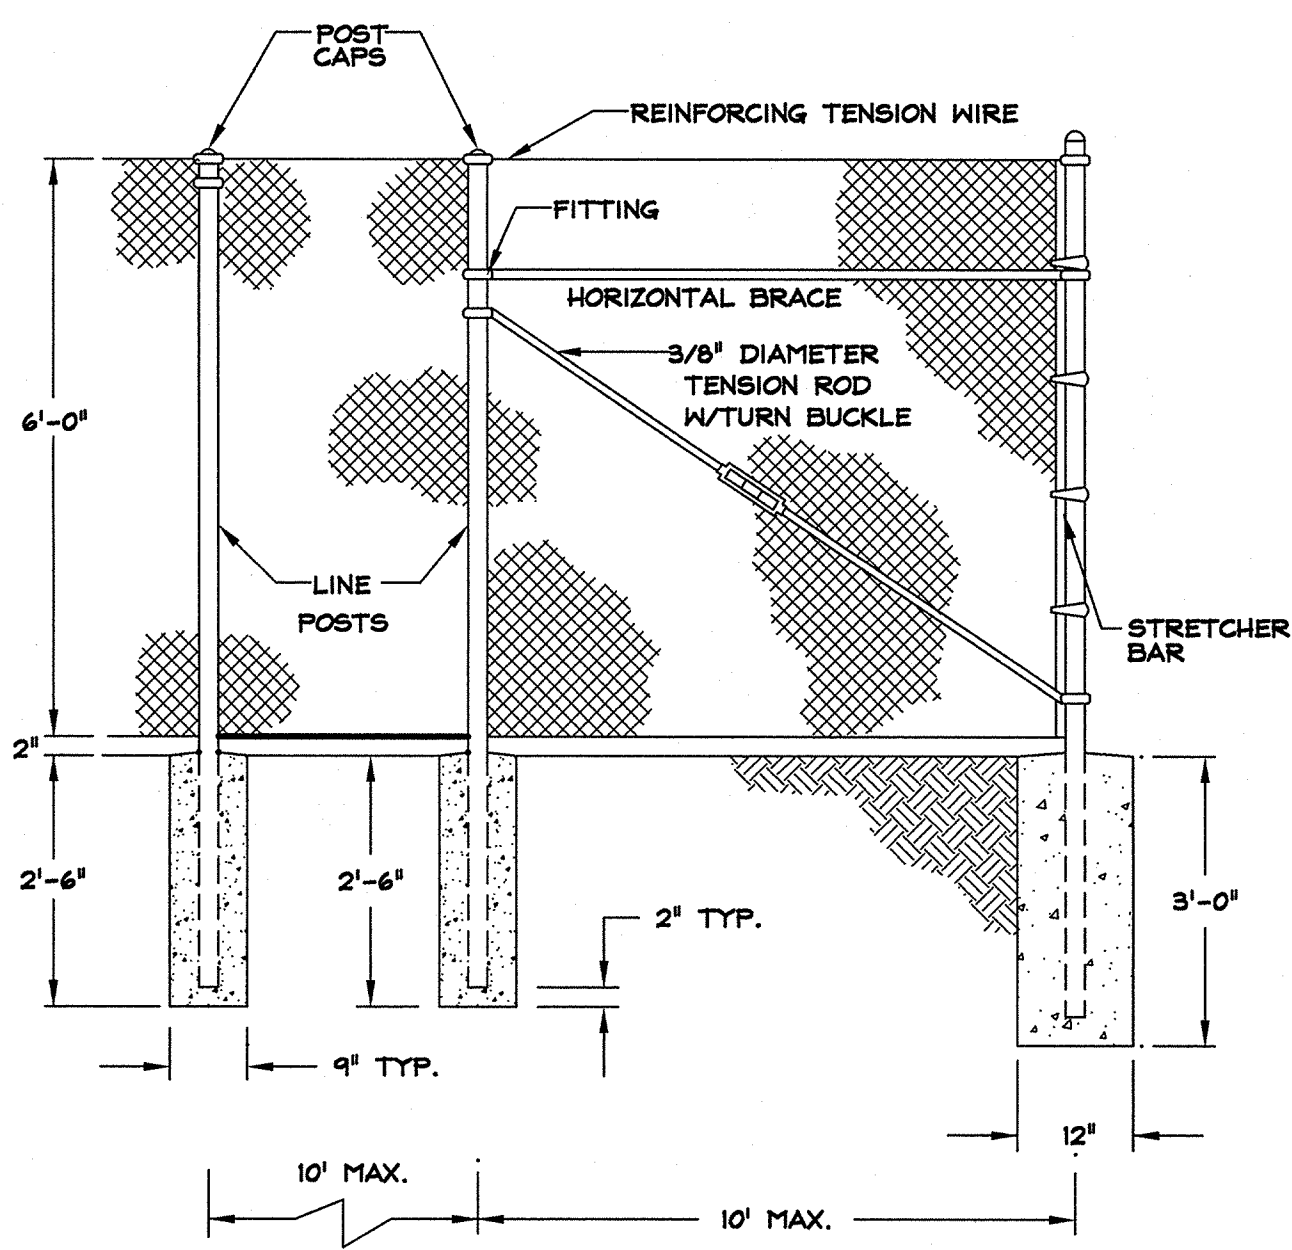 POST
CAPS
REINFORCING TENSION WIRE
FITTING
HORIZONTAL BRACE
3/8" DIAMETER
TENSION ROD
W/TURN BUCKLE
6'-0"
LINE
POSTS
STRETCHER
BAR
2"
2'-6"
2'-6"
3'-0"
2" TYP.
9" TYP.
12"
10' MAX.
10' MAX.